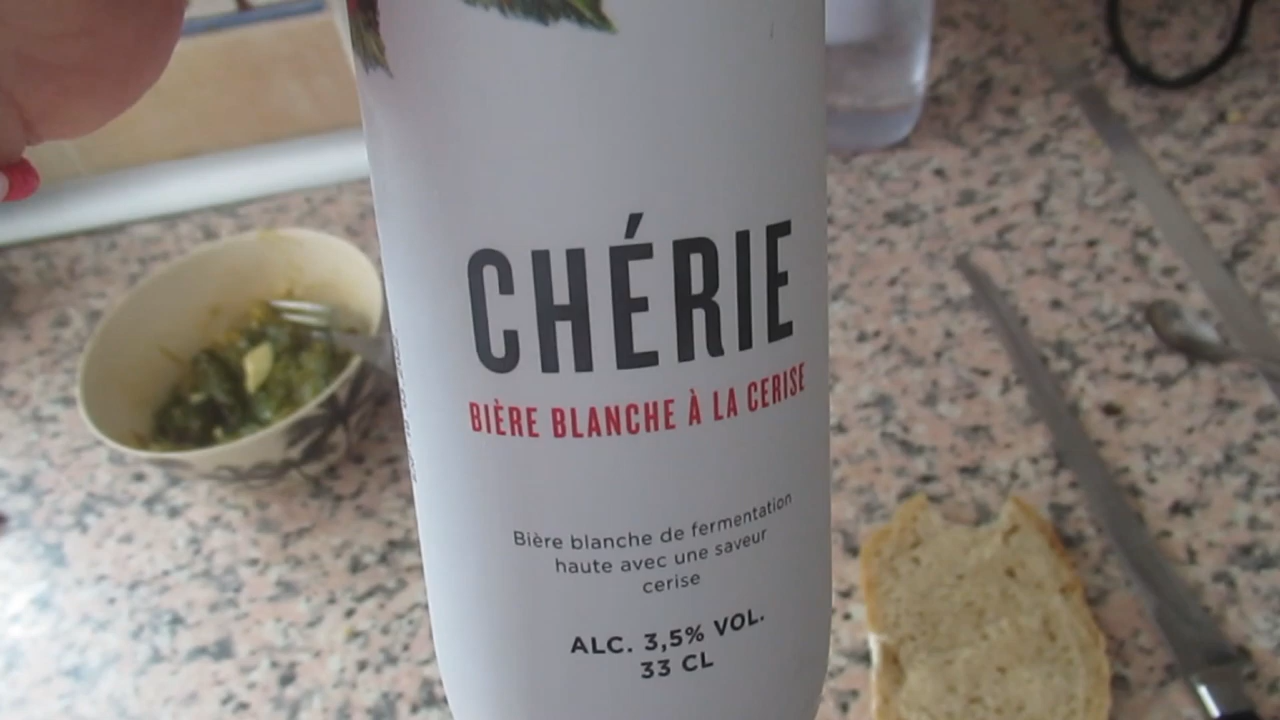 CHÉRIE
BIÈRE BLANCHE À LA CERISE
Bière blanche de fermentation
haute avec une saveur
cerise
ALC. 3,5% VOL.
33 CL